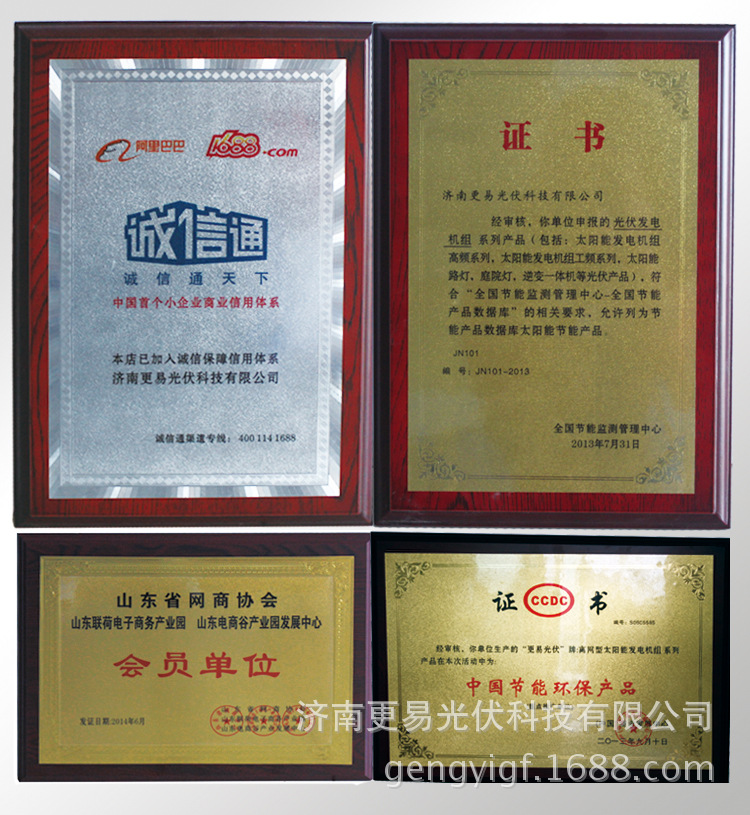 阿里巴巴
1688.com
诚信通
诚信通天下
中国首个小企业商业信用体系
本店已加入诚信保障信用体系
济南更易光伏科技有限公司
诚信通渠道专线：400 114 1688
证 书
济南更易光伏科技有限公司
经审核，你单位申报的光伏发电
机组 系列产品（包括：太阳能发电机组
高频系列，太阳能发电机组工频系列，太阳能
路灯，庭院灯，逆变一体机等光伏产品），符
合“全国节能监测管理中心-全国节能
产品数据库”的相关要求，允许列为节
能产品数据库太阳能节能产品。
JN101
编 号：JN101-2013
全国节能监测管理中心
2013年7月31日
山东省网商协会
山东联荷电子商务产业园 山东电商谷产业园发展中心
会员单位
发证日期:2014年6月
证 CCDC 书
经审核，你单位生产的“更易光伏”牌:离网型太阳能发电机组系列
产品在本次活动中为:
中国节能环保产品
济南更易光伏科技有限公司
gengyigf.1688.com